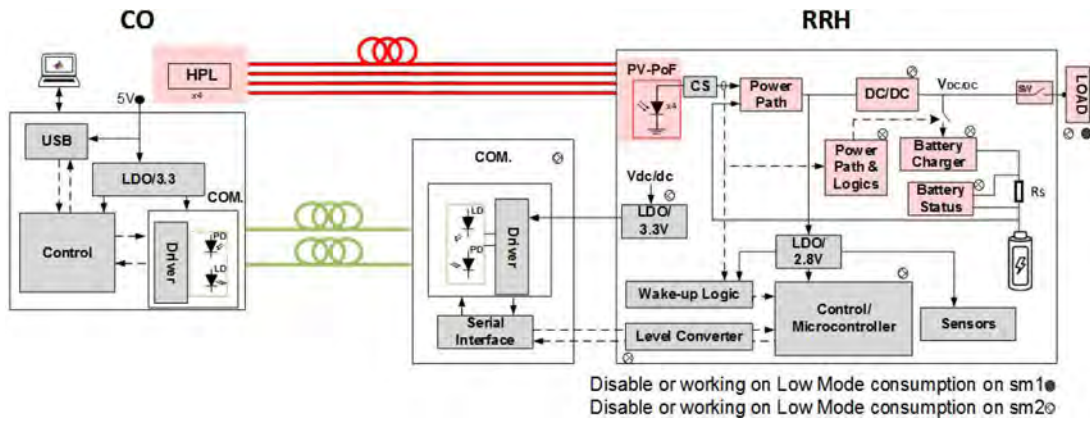 CO
RRH
HPL
x4
5V
USB
LDO/3.3
COM.
Control
Driver
PD
LD
COM.
LD
PD
Driver
Serial
Interface
PV-PoF
x4
CS
Power
Path
DC/DC
VDC/DC
SW
LOAD
Power
Path &
Logics
Battery
Charger
Battery
Status
Rs
Vdc/dc
LDO/
3.3V
LDO/
2.8V
Wake-up Logic
Level Converter
Control/
Microcontroller
Sensors
Disable or working on Low Mode consumption on sm1
Disable or working on Low Mode consumption on sm2